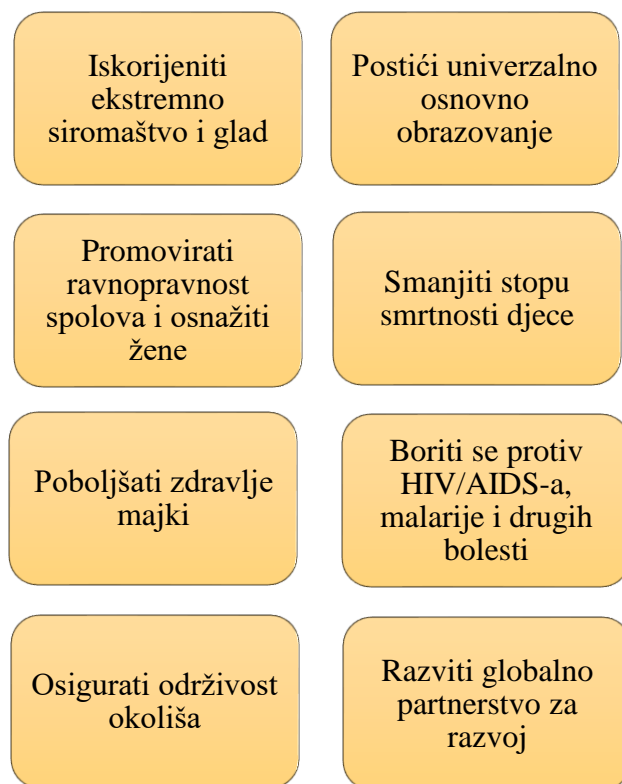 Iskorijeniti
ekstremno
siromaštvo i glad
Postići univerzalno
osnovno
obrazovanje
Promovirati
ravnopravnost
spolova i osnažiti
žene
Smanjiti stopu
smrtnosti djece
Poboljšati zdravlje
majki
Boriti se protiv
HIV/AIDS-a,
malarije i drugih
bolesti
Osigurati održivost
okoliša
Razviti globalno
partnerstvo za
razvoj